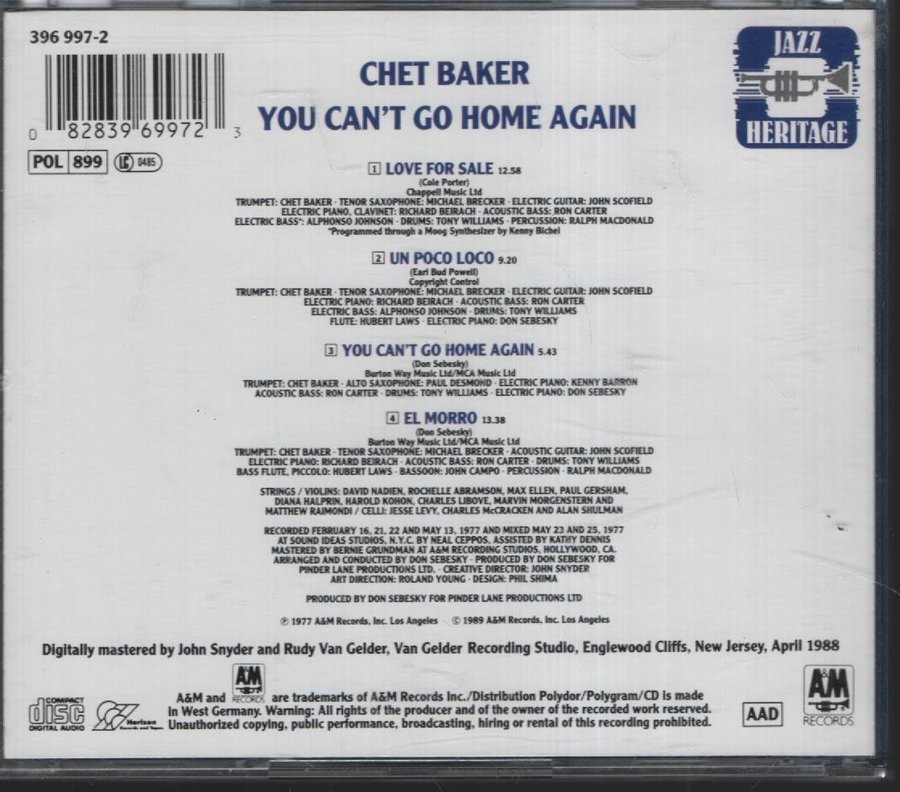 396 997-2
0 82839 69972 3
POL 899 LC 0485
JAZZ
HERITAGE
CHET BAKER
YOU CAN'T GO HOME AGAIN
1 LOVE FOR SALE 12.58
(Cole Porter)
Chappell Music Ltd
TRUMPET: CHET BAKER · TENOR SAXOPHONE: MICHAEL BRECKER · ELECTRIC GUITAR: JOHN SCOFIELD
ELECTRIC PIANO, CLAVINET: RICHARD BEIRACH · ACOUSTIC BASS: RON CARTER
ELECTRIC BASS*: ALPHONSO JOHNSON · DRUMS: TONY WILLIAMS · PERCUSSION: RALPH MACDONALD
*Programmed through a Moog Synthesizer by Kenny Bichel
2 UN POCO LOCO 9.20
(Earl Bud Powell)
Copyright Control
TRUMPET: CHET BAKER · TENOR SAXOPHONE: MICHAEL BRECKER · ELECTRIC GUITAR: JOHN SCOFIELD
ELECTRIC PIANO: RICHARD BEIRACH · ACOUSTIC BASS: RON CARTER
ELECTRIC BASS: ALPHONSO JOHNSON · DRUMS: TONY WILLIAMS
FLUTE: HUBERT LAWS · ELECTRIC PIANO: DON SEBESKY
3 YOU CAN'T GO HOME AGAIN 5.43
(Don Sebesky)
Burton Way Music Ltd/MCA Music Ltd
TRUMPET: CHET BAKER · ALTO SAXOPHONE: PAUL DESMOND · ELECTRIC PIANO: KENNY BARRON
ACOUSTIC BASS: RON CARTER · DRUMS: TONY WILLIAMS · ELECTRIC PIANO: DON SEBESKY
4 EL MORRO 13.38
(Don Sebesky)
Burton Way Music Ltd/MCA Music Ltd
TRUMPET: CHET BAKER · TENOR SAXOPHONE: MICHAEL BRECKER · ACOUSTIC GUITAR: JOHN SCOFIELD
ELECTRIC PIANO: RICHARD BEIRACH · ACOUSTIC BASS: RON CARTER · DRUMS: TONY WILLIAMS
BASS FLUTE, PICCOLO: HUBERT LAWS · BASSOON: JOHN CAMPO · PERCUSSION · RALPH MACDONALD
STRINGS / VIOLINS: DAVID NADIEN, ROCHELLE ABRAMSON, MAX ELLEN, PAUL GERSHAM,
DIANA HALPRIN, HAROLD KOHON, CHARLES LIBOVE, MARVIN MORGENSTERN AND
MATTHEW RAIMONDI / CELLI: JESSE LEVY, CHARLES McCRACKEN AND ALAN SHULMAN
RECORDED FEBRUARY 16, 21, 22 AND MAY 13, 1977 AND MIXED MAY 23 AND 25, 1977
AT SOUND IDEAS STUDIOS, N.Y.C. BY NEAL CEPPOS, ASSISTED BY KATHY DENNIS
MASTERED BY BERNIE GRUNDMAN AT A&M RECORDING STUDIOS, HOLLYWOOD, CA.
ARRANGED AND CONDUCTED BY DON SEBESKY · PRODUCED BY DON SEBESKY FOR
PINDER LANE PRODUCTIONS LTD. · CREATIVE DIRECTOR: JOHN SNYDER
ART DIRECTION: ROLAND YOUNG · DESIGN: PHIL SHIMA
PRODUCED BY DON SEBESKY FOR PINDER LANE PRODUCTIONS LTD
℗ 1977 A&M Records, Inc. Los Angeles © 1989 A&M Records, Inc. Los Angeles
Digitally mastered by John Snyder and Rudy Van Gelder, Van Gelder Recording Studio, Englewood Cliffs, New Jersey, April 1988
COMPACT
disc
DIGITAL AUDIO
Horizon
Records and Tapes
A&M and A&M RECORDS are trademarks of A&M Records Inc./Distribution Polydor/Polygram/CD is made
in West Germany. Warning: All rights of the producer and of the owner of the recorded work reserved.
Unauthorized copying, public performance, broadcasting, hiring or rental of this recording prohibited.
AAD
A&M
RECORDS